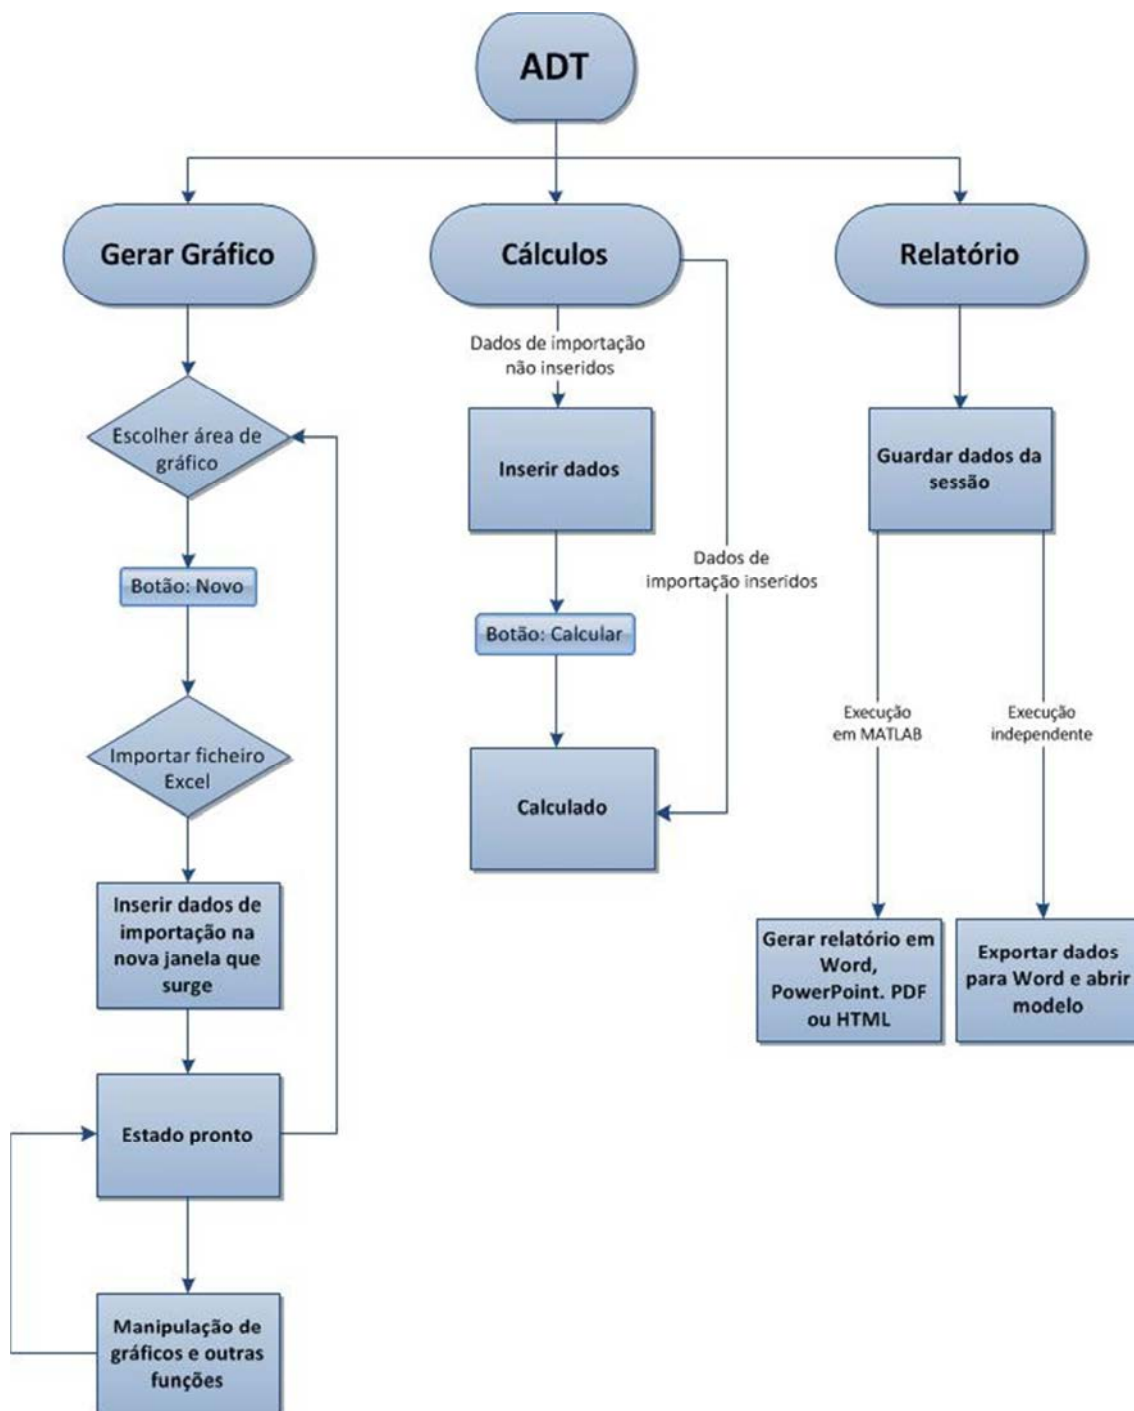 ADT
Gerar Gráfico
Escolher área de
gráfico
Botão: Novo
Importar ficheiro
Excel
Inserir dados de
importação na
nova janela que
surge
Estado pronto
Manipulação de
gráficos e outras
funções
Cálculos
Dados de importação
não inseridos
Inserir dados
Botão: Calcular
Calculado
Dados de
importação inseridos
Relatório
Guardar dados da
sessão
Execução
em MATLAB
Gerar relatório em
Word,
PowerPoint. PDF
ou HTML
Execução
independente
Exportar dados
para Word e abrir
modelo